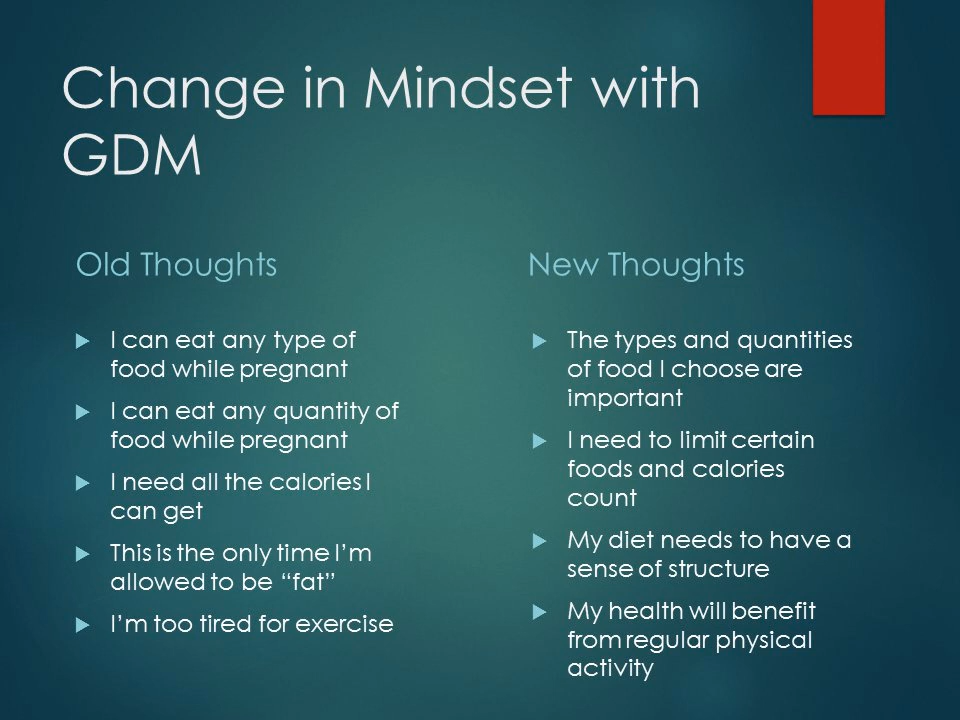 Change in Mindset with
GDM
Old Thoughts
I can eat any type of
food while pregnant
I can eat any quantity of
food while pregnant
I need all the calories I
can get
This is the only time I’m
allowed to be “fat”
I’m too tired for exercise
New Thoughts
The types and quantities
of food I choose are
important
I need to limit certain
foods and calories
count
My diet needs to have a
sense of structure
My health will benefit
from regular physical
activity